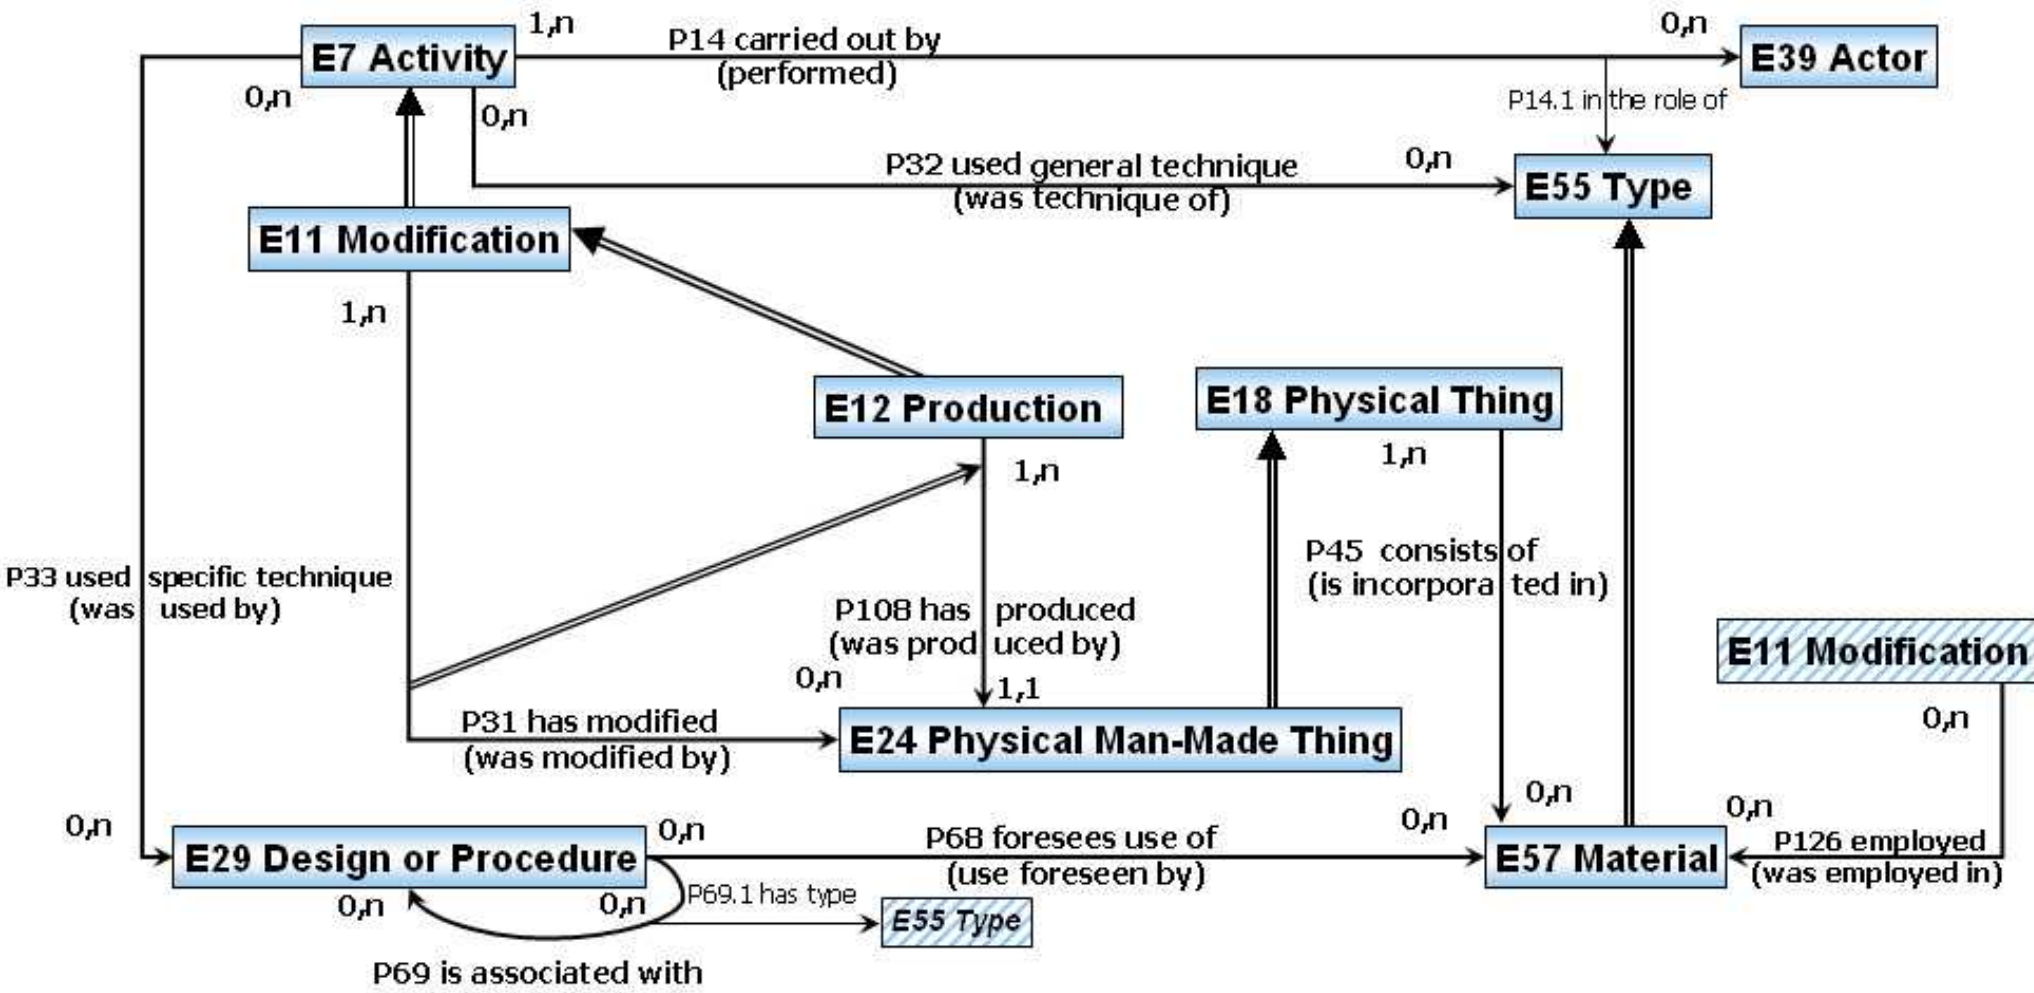 1,n
0,n
E7 Activity
P14 carried out by
(performed)
E39 Actor
0,n
0,n
P14.1 in the role of
P32 used general technique
(was technique of)
0,n
E55 Type
E11 Modification
1,n
E12 Production
E18 Physical Thing
1,n
1,n
P45 consists of
(is incorporated in)
P33 used specific technique
(was used by)
P108 has produced
(was produced by)
E11 Modification
0,n
1,1
0,n
P31 has modified
(was modified by)
E24 Physical Man-Made Thing
0,n
0,n
0,n
0,n
0,n
E29 Design or Procedure
P68 foresees use of
(use foreseen by)
E57 Material
P126 employed
(was employed in)
0,n
0,n
P69.1 has type
E55 Type
P69 is associated with